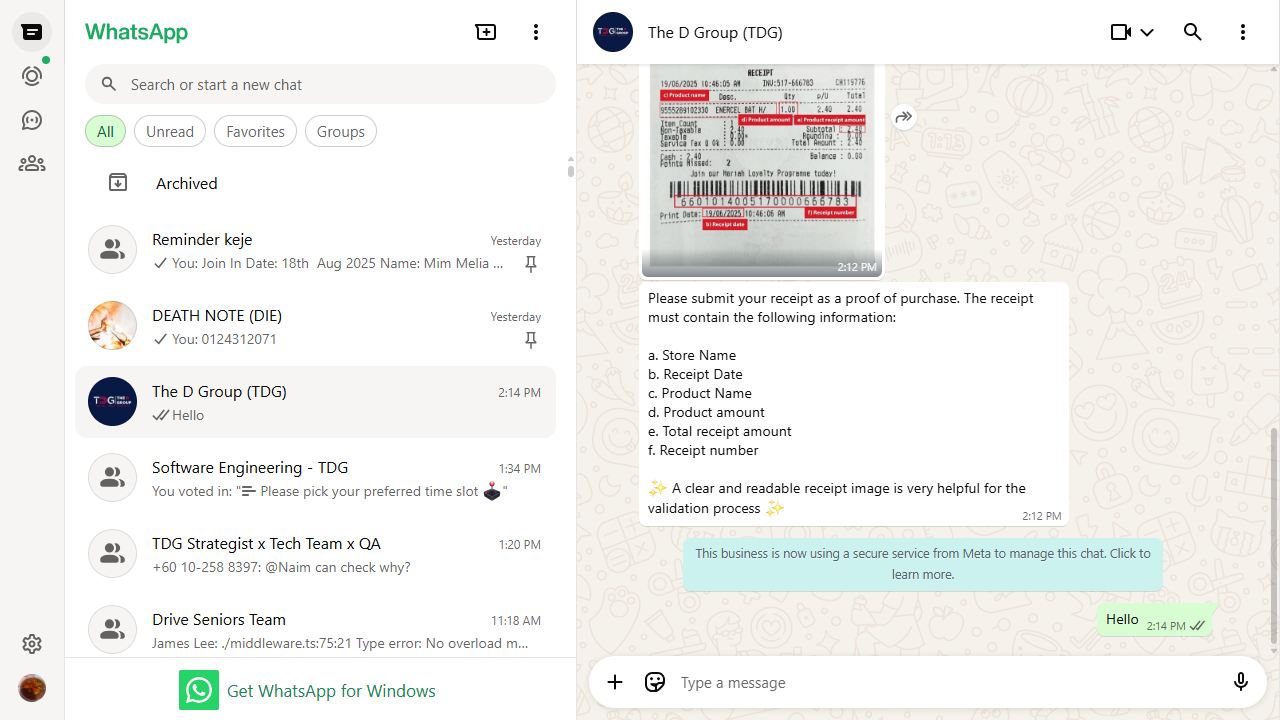 WhatsApp
Search or start a new chat
All
Unread
Favorites
Groups
Archived
Reminder keje
Yesterday
You: Join In Date: 18th Aug 2025 Name: Mim Melia ...
DEATH NOTE (DIE)
Yesterday
You: 0124312071
The D Group (TDG)
2:14 PM
Hello
Software Engineering - TDG
1:34 PM
You voted in: "Please pick your preferred time slot 🕹️"
TDG Strategist x Tech Team x QA
1:20 PM
+60 10-258 8397: @Naim can check why?
Drive Seniors Team
11:18 AM
James Lee: ./middleware.ts:75:21 Type error: No overload m...
Get WhatsApp for Windows
The D Group (TDG)
RECEIPT
19/06/2025 10:46:05 AM INV:517-666783 CH119776
c) Product name Desc. Qty p/U Total
9555289102330 ENERCEL BAT H/ 1.00 2.40 2.40
d) Product amount
e) Product receipt amount
Item Count
Non-Taxable : 2.40 Subtotal : 2.40
Taxable : 0.00* Rounding : 0.00
Service Tax @ 0% : 0.00 Total Amount : 2.40
Cash : 2.40 Balance : 0.00
Points Missed: 2
Join our Mariah Loyalty Programme today!
66010140051700006667​83
Print Date: 19/06/2025 10:46:06 AM
f) Receipt number
b) Receipt date
2:12 PM
Please submit your receipt as a proof of purchase. The receipt
must contain the following information:
a. Store Name
b. Receipt Date
c. Product Name
d. Product amount
e. Total receipt amount
f. Receipt number
✨ A clear and readable receipt image is very helpful for the
validation process ✨
2:12 PM
This business is now using a secure service from Meta to manage this chat. Click to
learn more.
Hello
2:14 PM
Type a message